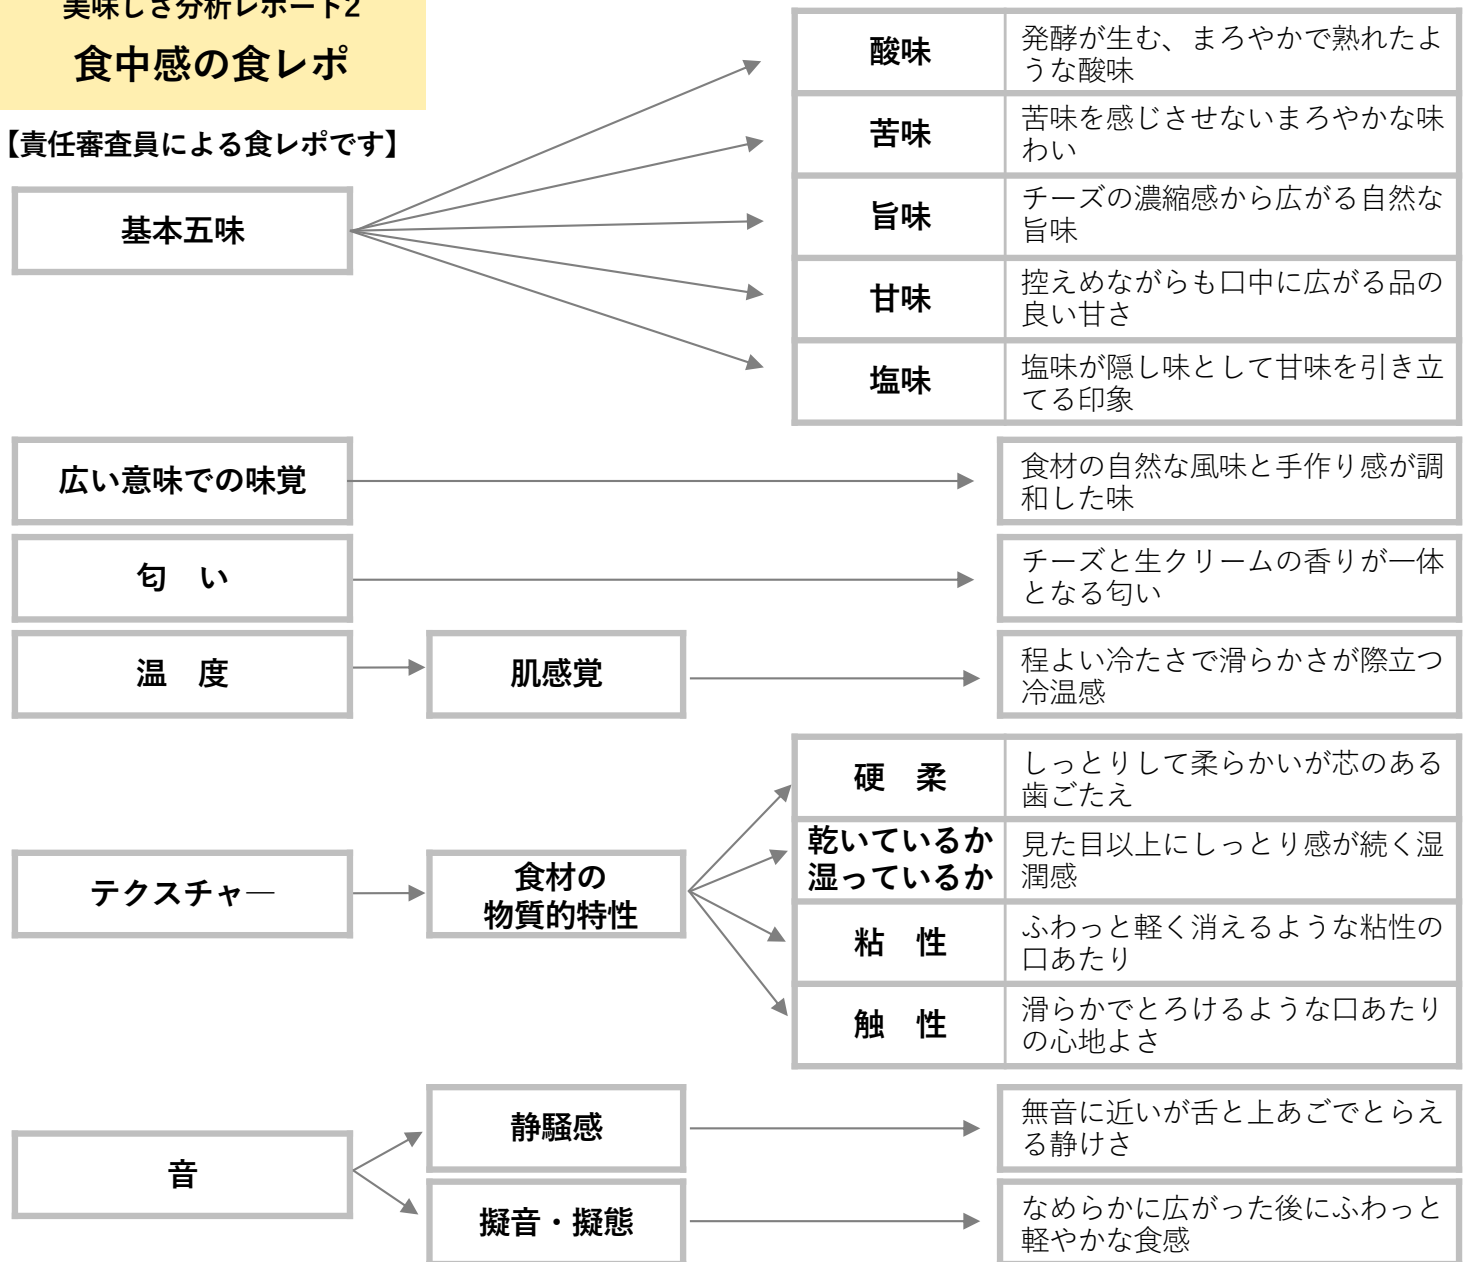 美味しさ分析レポート2
食中感の食レポ
【責任審査員による食レポです】
基本五味
酸味
発酵が生む、まろやかで熟れたよ
うな酸味
苦味
苦味を感じさせないまろやかな味
わい
旨味
チーズの濃縮感から広がる自然な
旨味
甘味
控えめながらも口中に広がる品の
良い甘さ
塩味
塩味が隠し味として甘味を引き立
てる印象
広い意味での味覚
食材の自然な風味と手作り感が調
和した味
匂　い
チーズと生クリームの香りが一体
となる匂い
温　度
肌感覚
程よい冷たさで滑らかさが際立つ
冷温感
テクスチャ―
食材の
物質的特性
硬　柔
しっとりして柔らかいが芯のある
歯ごたえ
乾いているか
湿っているか
見た目以上にしっとり感が続く湿
潤感
粘　性
ふわっと軽く消えるような粘性の
口あたり
触　性
滑らかでとろけるような口あたり
の心地よさ
音
静騒感
無音に近いが舌と上あごでとらえ
る静けさ
擬音・擬態
なめらかに広がった後にふわっと
軽やかな食感